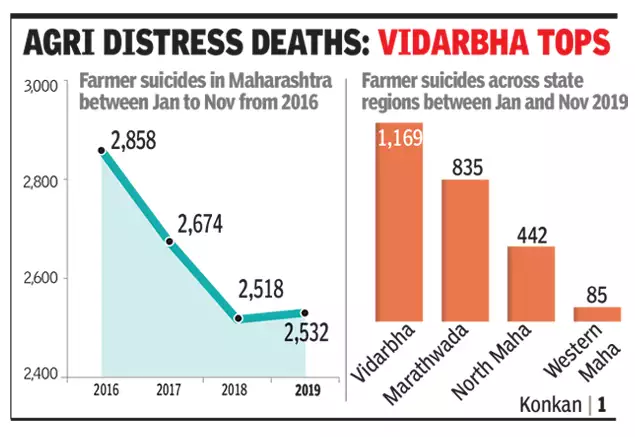 AGRI DISTRESS DEATHS: VIDARBHA TOPS
Farmer suicides in Maharashtra
between Jan to Nov from 2016
3,000
2,800
2,600
2,400
2,858
2,674
2,518
2,532
2016 2017 2018 2019
Farmer suicides across state
regions between Jan and Nov 2019
1,169
835
442
85
Vidarbha
Marathwada
North Maha
Western
Maha
Konkan | 1